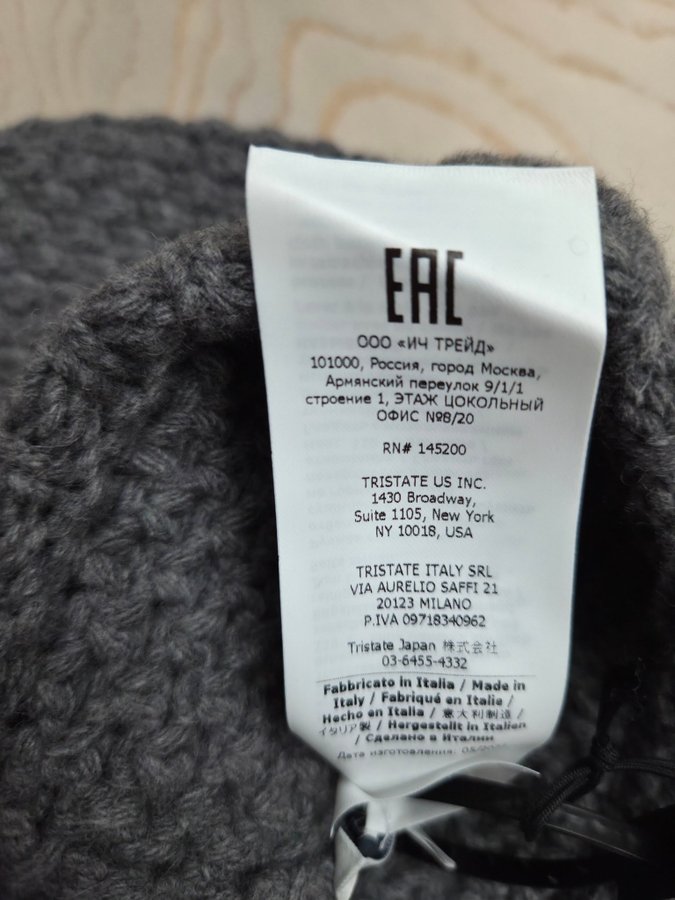 EAC
ООО «ИЧ ТРЕЙД»
101000, Россия, город Москва,
Армянский переулок 9/1/1
строение 1, ЭТАЖ ЦОКОЛЬНЫЙ
ОФИС №8/20
RN# 145200
TRISTATE US INC.
1430 Broadway,
Suite 1105, New York
NY 10018, USA
TRISTATE ITALY SRL
VIA AURELIO SAFFI 21
20123 MILANO
P.IVA 09718340962
Tristate Japan 株式会社
03-6455-4332
Fabbricato in Italia / Made in
Italy / Fabriqué en Italie /
Hecho en Italia / 意大利制造 /
イタリア製 / Hergestellt in Italien
/ Сделано в Италии
Дата изготовления: